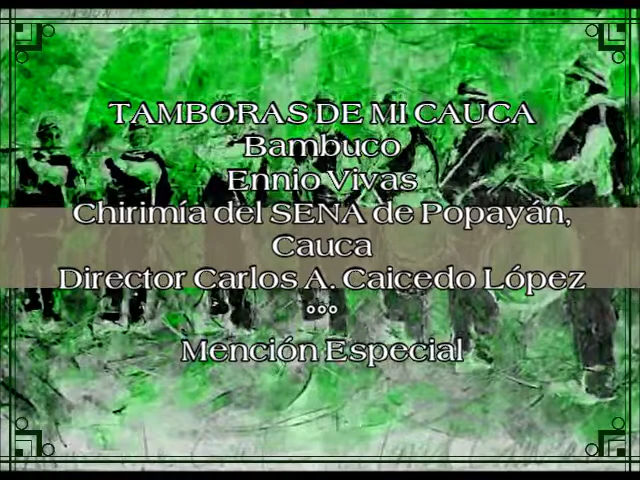 TAMBORAS DE MI CAUCA
Bambuco
Ennio Vivas
Chirimía del SENA de Popayán,
Cauca
Director Carlos A. Caicedo López
°°°
Mención Especial